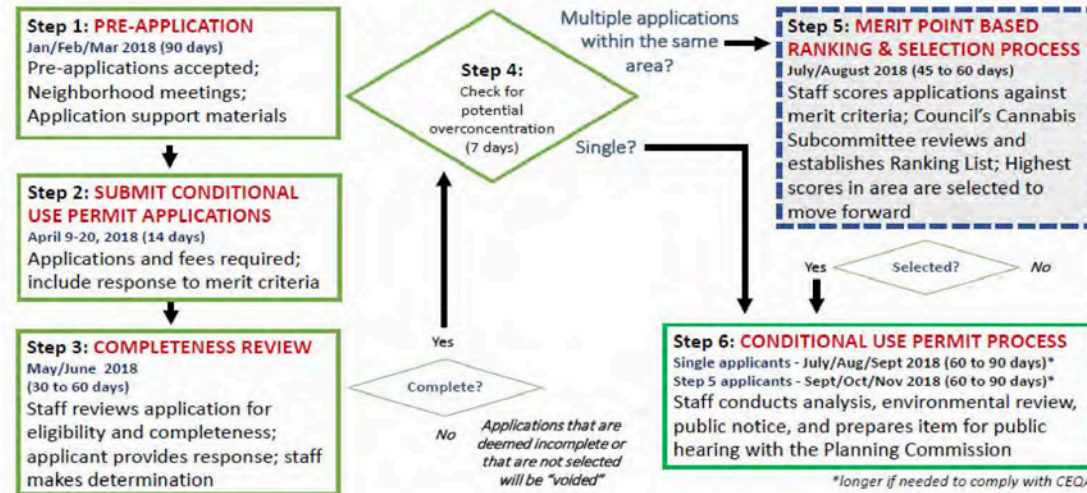 Step 1: PRE-APPLICATION
Jan/Feb/Mar 2018 (90 days)
Pre-applications accepted;
Neighborhood meetings;
Application support materials
Step 2: SUBMIT CONDITIONAL
USE PERMIT APPLICATIONS
April 9-20, 2018 (14 days)
Applications and fees required;
include response to merit criteria
Step 3: COMPLETENESS REVIEW
May/June 2018
(30 to 60 days)
Staff reviews application for
eligibility and completeness;
applicant provides response; staff
makes determination
Yes
Complete?
No
Applications that are
deemed incomplete or
that are not selected
will be "voided"
Step 4:
Check for
potential
overconcentration
(7 days)
Multiple applications
within the same
area?
Single?
Step 5: MERIT POINT BASED
RANKING & SELECTION PROCESS
July/August 2018 (45 to 60 days)
Staff scores applications against
merit criteria; Council's Cannabis
Subcommittee reviews and
establishes Ranking List; Highest
scores in area are selected to
move forward
Yes
Selected?
No
Step 6: CONDITIONAL USE PERMIT PROCESS
Single applicants - July/Aug/Sept 2018 (60 to 90 days)*
Step 5 applicants - Sept/Oct/Nov 2018 (60 to 90 days)*
Staff conducts analysis, environmental review,
public notice, and prepares item for public
hearing with the Planning Commission
*longer if needed to comply with CEQA